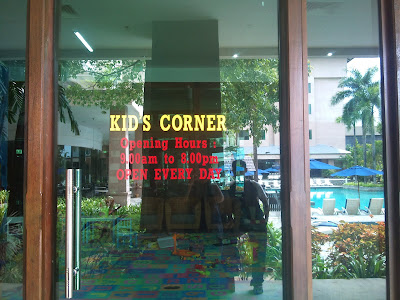 KID'S CORNER
Opening Hours :
9.00am to 8.00pm
OPEN EVERY DAY